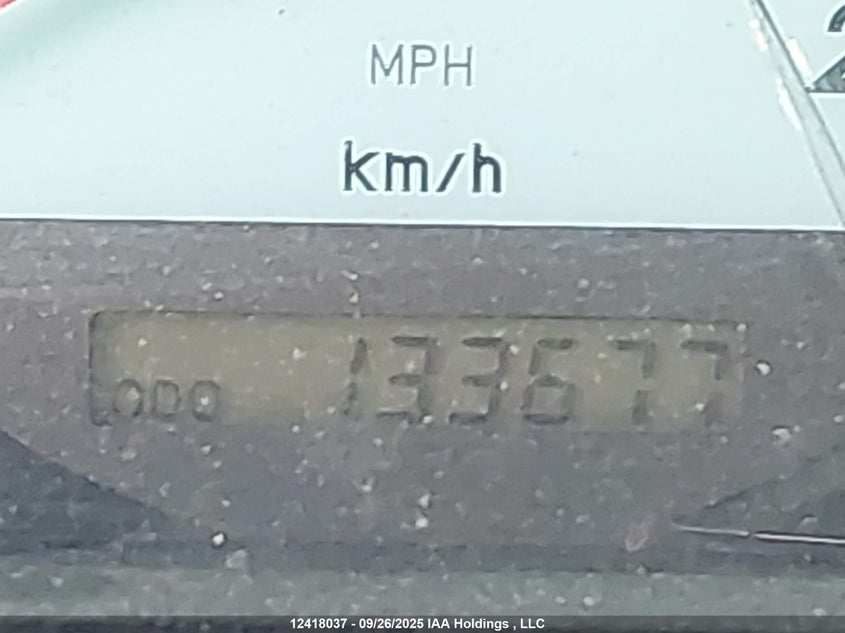 MPH
km/h
ODO 133677
12418037 - 09/26/2025 IAA Holdings , LLC